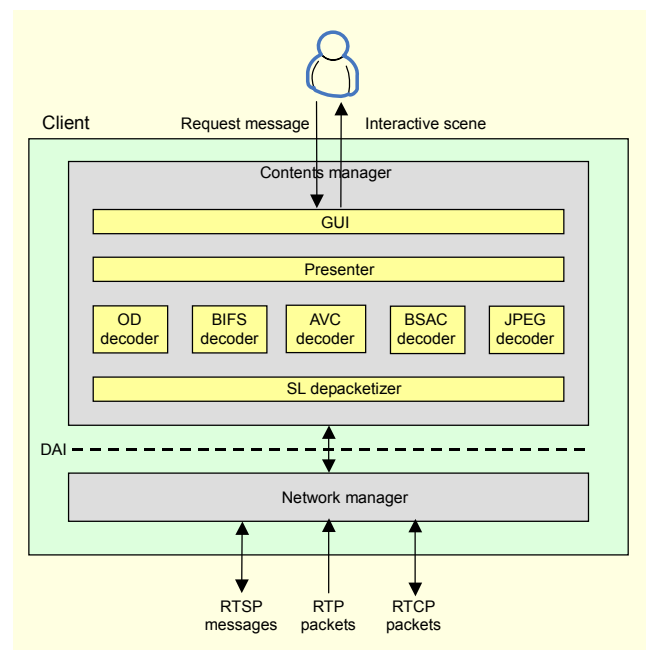 Client
Request message
Interactive scene
Contents manager
GUI
Presenter
OD
decoder
BIFS
decoder
AVC
decoder
BSAC
decoder
JPEG
decoder
SL depacketizer
DAI
Network manager
RTSP
messages
RTP
packets
RTCP
packets